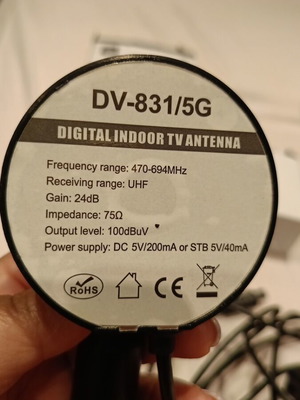 DV-831/5G
DIGITAL INDOOR TV ANTENNA
Frequency range: 470-694MHz
Receiving range: UHF
Gain: 24dB
Impedance: 75Ω
Output level: 100dBuV
Power supply: DC 5V/200mA or STB 5V/40mA
RoHS
CE